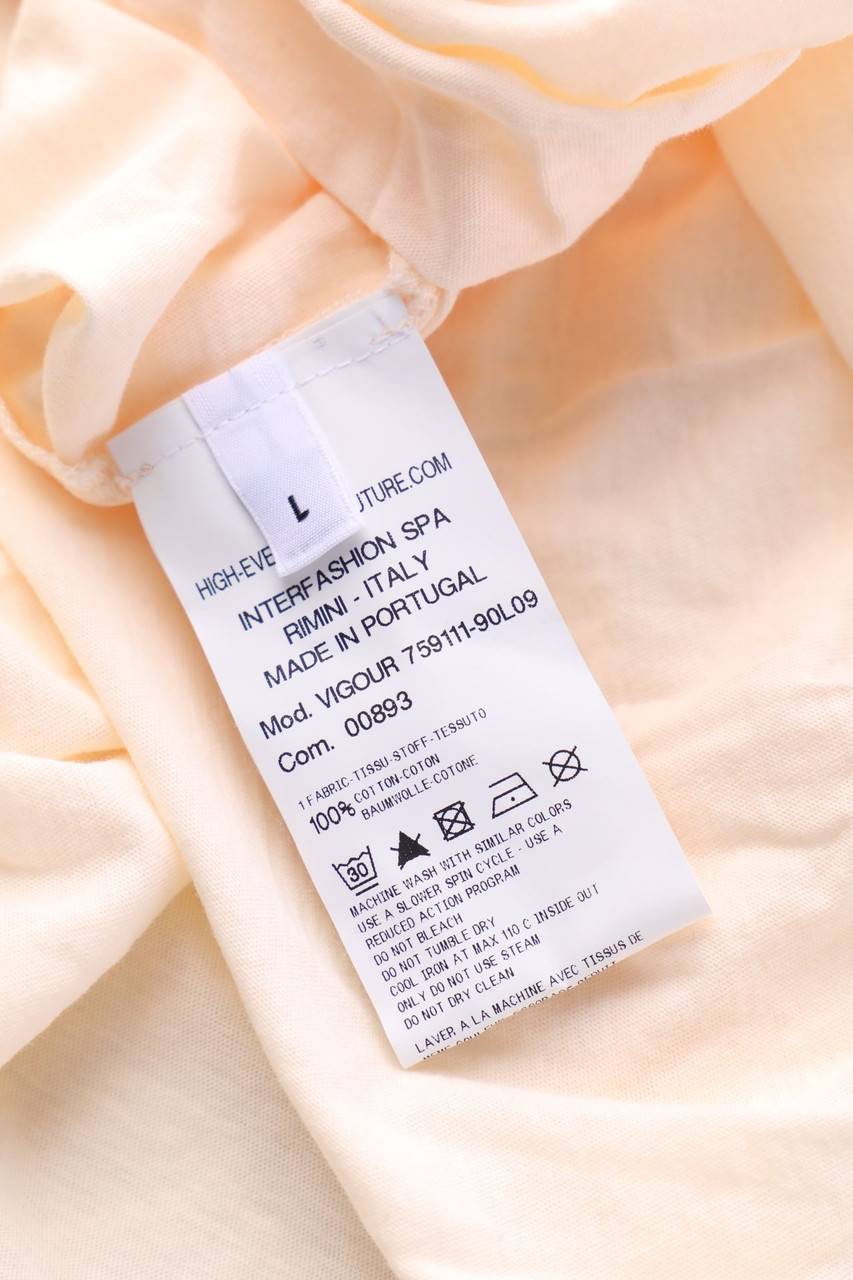 L
HIGH-EVE UTURE.COM
INTERFASHION SPA
RIMINI - ITALY
MADE IN PORTUGAL
Mod. VIGOUR 759111-90L09
Com. 00893
1 FABRIC-TISSU-STOFF-TESSUTO
100% COTTON-COTON
BAUMWOLLE-COTONE
30
MACHINE WASH WITH SIMILAR COLORS
USE A SLOWER SPIN CYCLE - USE A
REDUCED ACTION PROGRAM
DO NOT BLEACH
DO NOT TUMBLE DRY
COOL IRON AT MAX 110 C INSIDE OUT
ONLY DO NOT USE STEAM
DO NOT DRY CLEAN
LAVER A LA MACHINE AVEC TISSUS DE